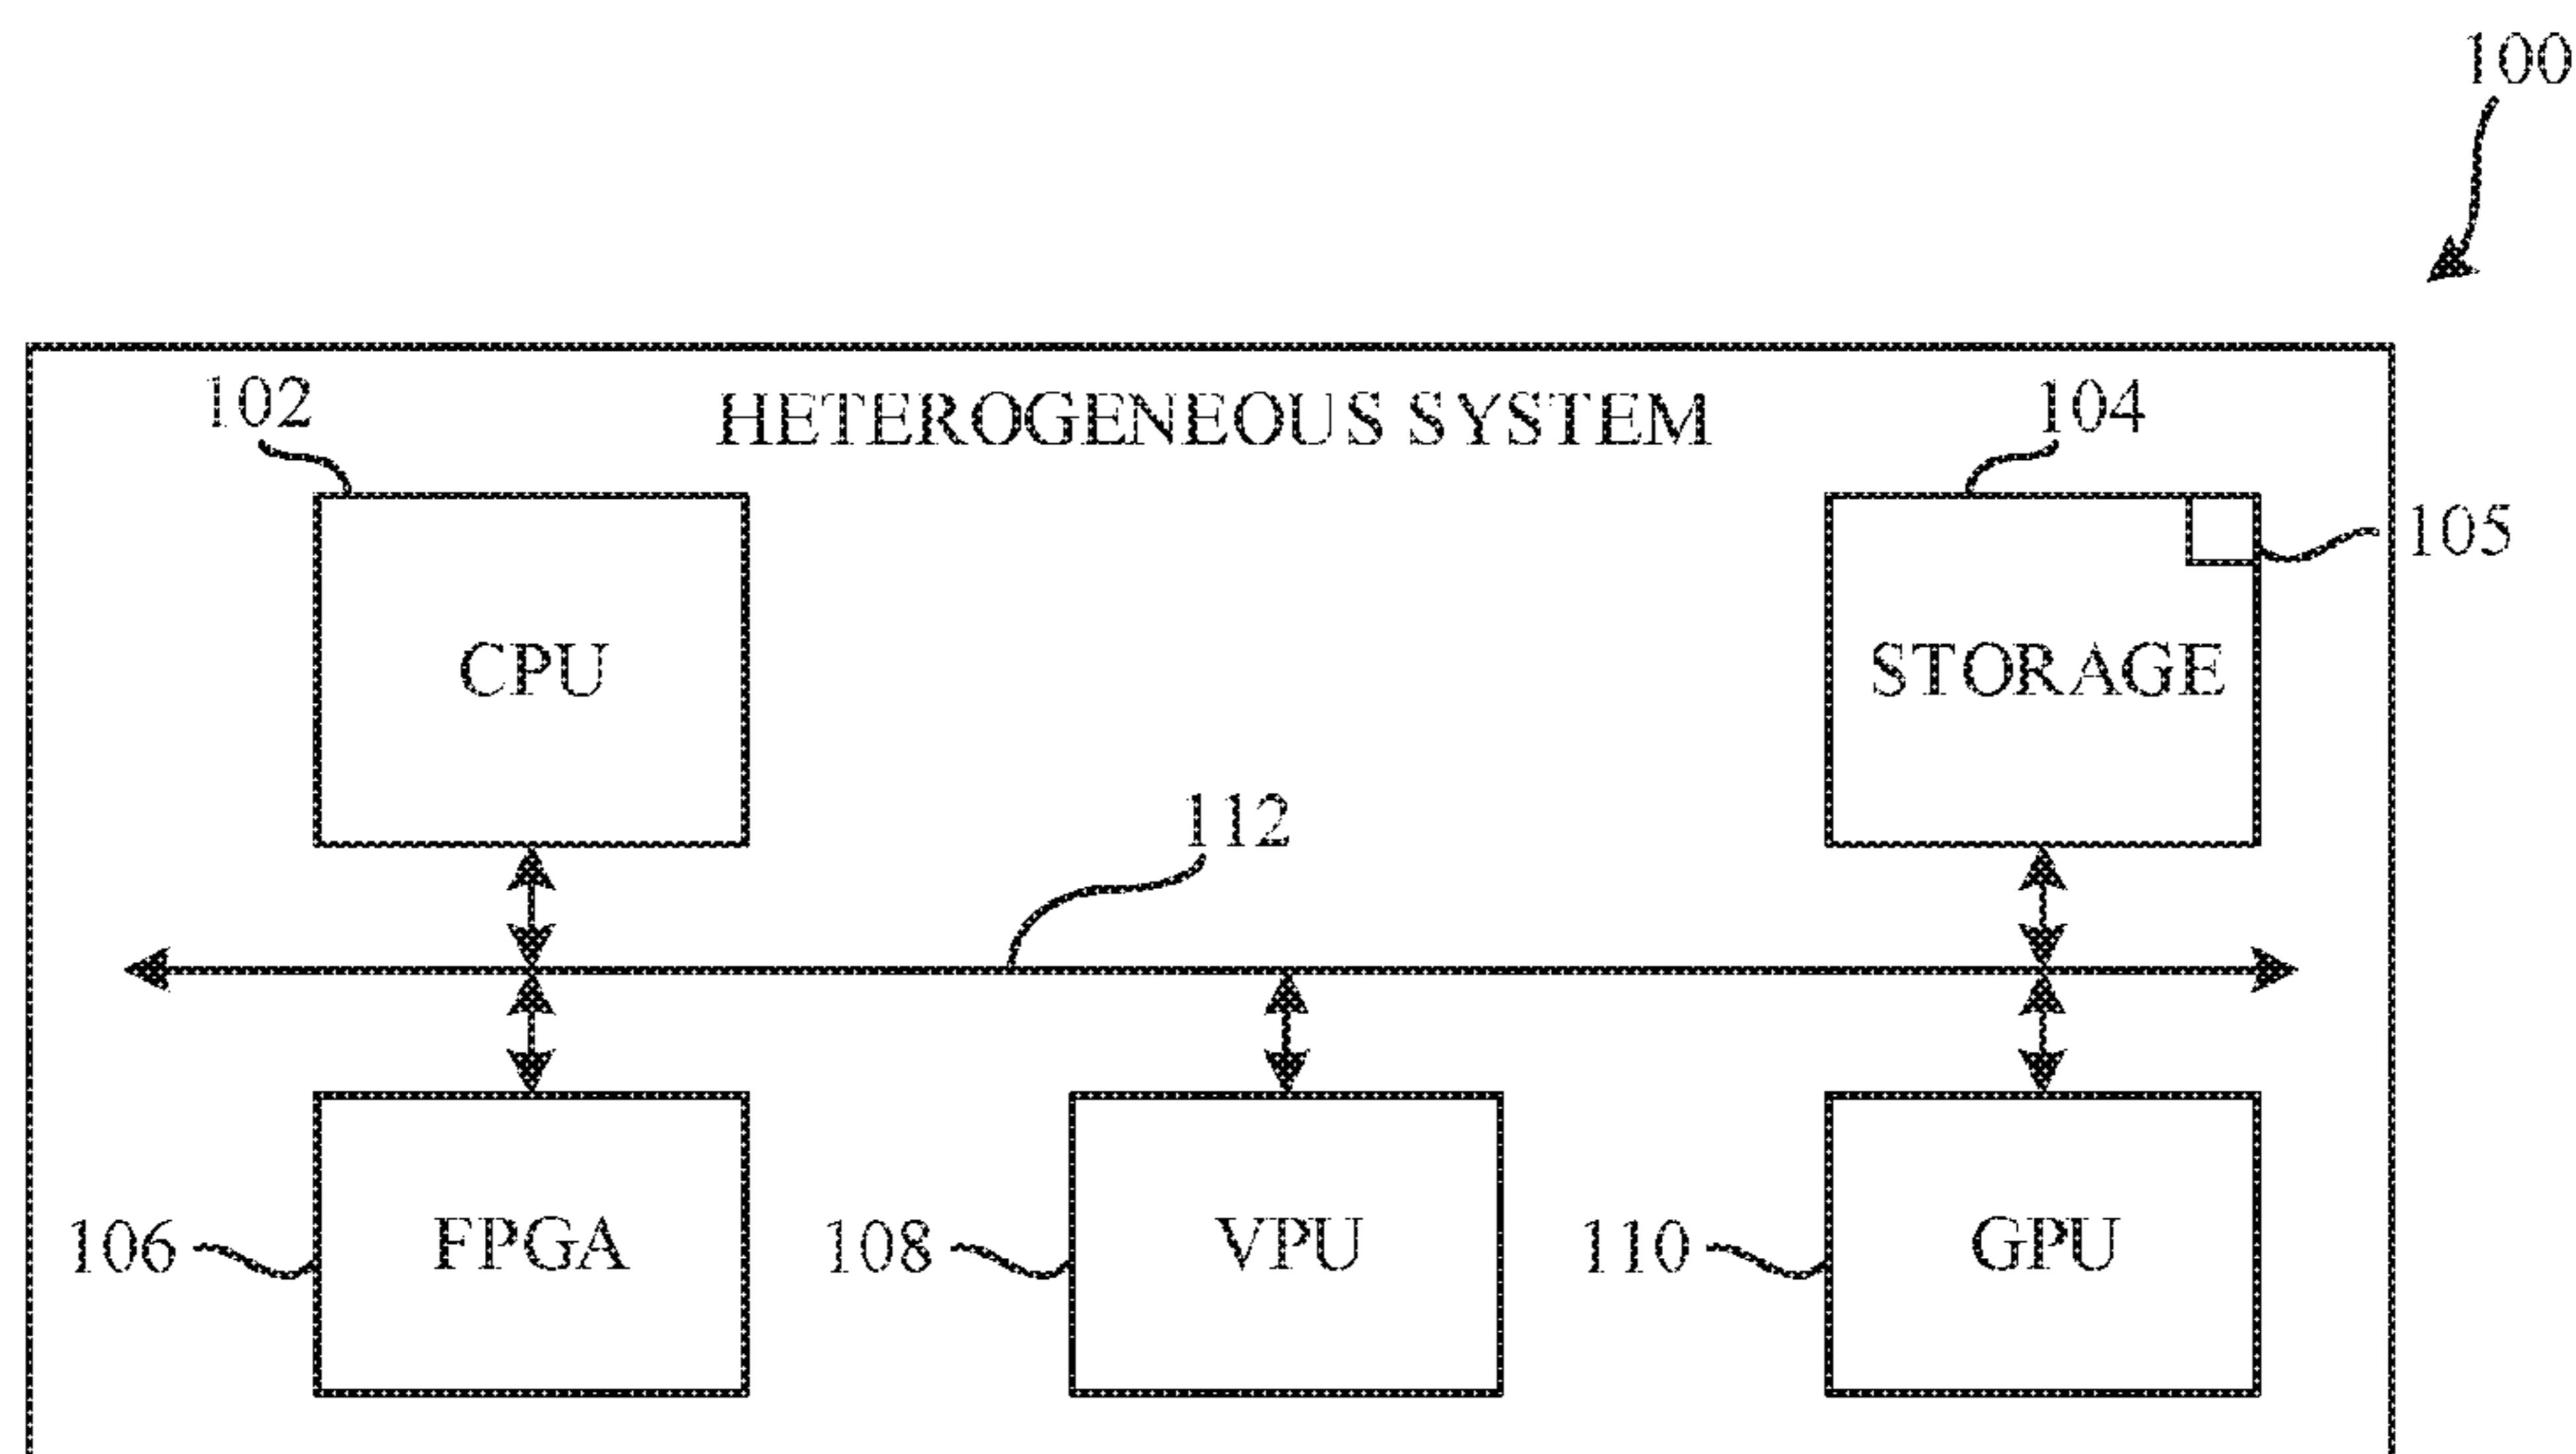 100
102
HETEROGENEOUS SYSTEM
104
105
CPU
STORAGE
112
106
FPGA
108
VPU
110
GPU